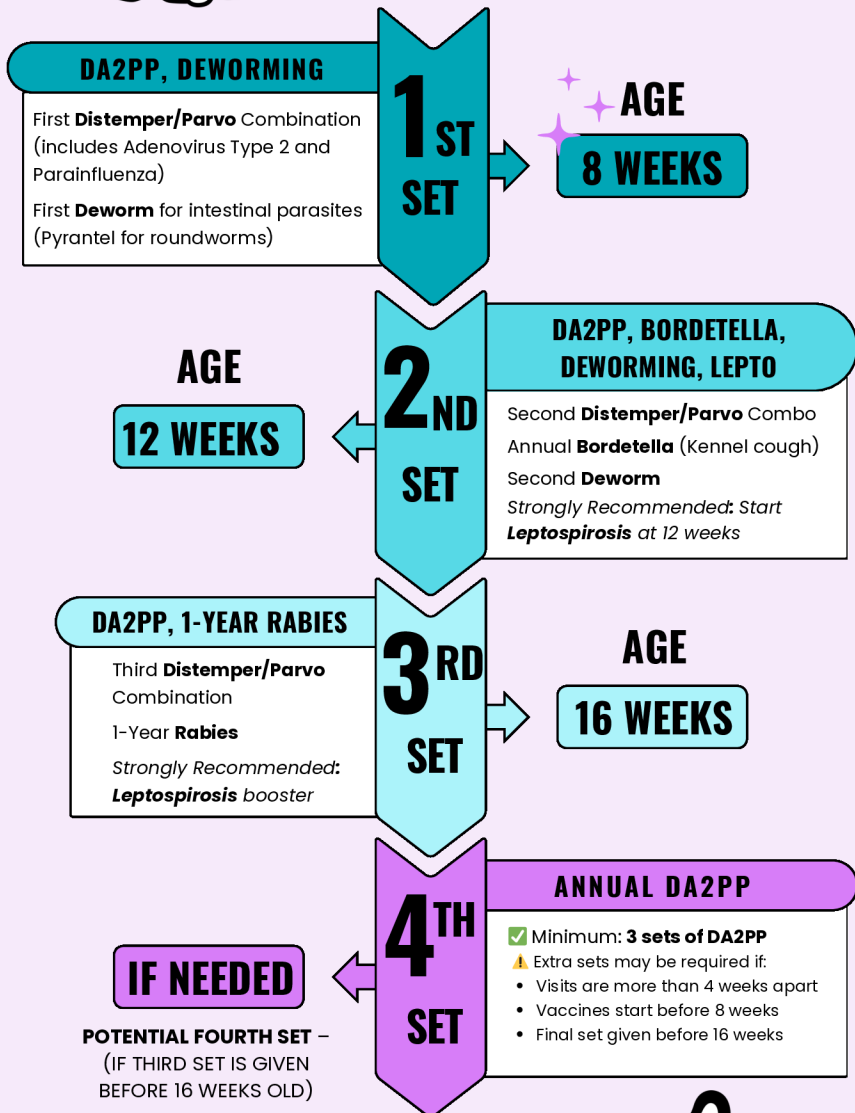 DA2PP, DEWORMING
First Distemper/Parvo Combination
(includes Adenovirus Type 2 and
Parainfluenza)
First Deworm for intestinal parasites
(Pyrantel for roundworms)
1ST
SET
AGE
8 WEEKS
AGE
12 WEEKS
2ND
SET
DA2PP, BORDETELLA,
DEWORMING, LEPTO
Second Distemper/Parvo Combo
Annual Bordetella (Kennel cough)
Second Deworm
Strongly Recommended: Start
Leptospirosis at 12 weeks
DA2PP, 1-YEAR RABIES
Third Distemper/Parvo
Combination
1-Year Rabies
Strongly Recommended:
Leptospirosis booster
3RD
SET
AGE
16 WEEKS
IF NEEDED
POTENTIAL FOURTH SET –
(IF THIRD SET IS GIVEN
BEFORE 16 WEEKS OLD)
4TH
SET
ANNUAL DA2PP
✅ Minimum: 3 sets of DA2PP
⚠️ Extra sets may be required if:
• Visits are more than 4 weeks apart
• Vaccines start before 8 weeks
• Final set given before 16 weeks